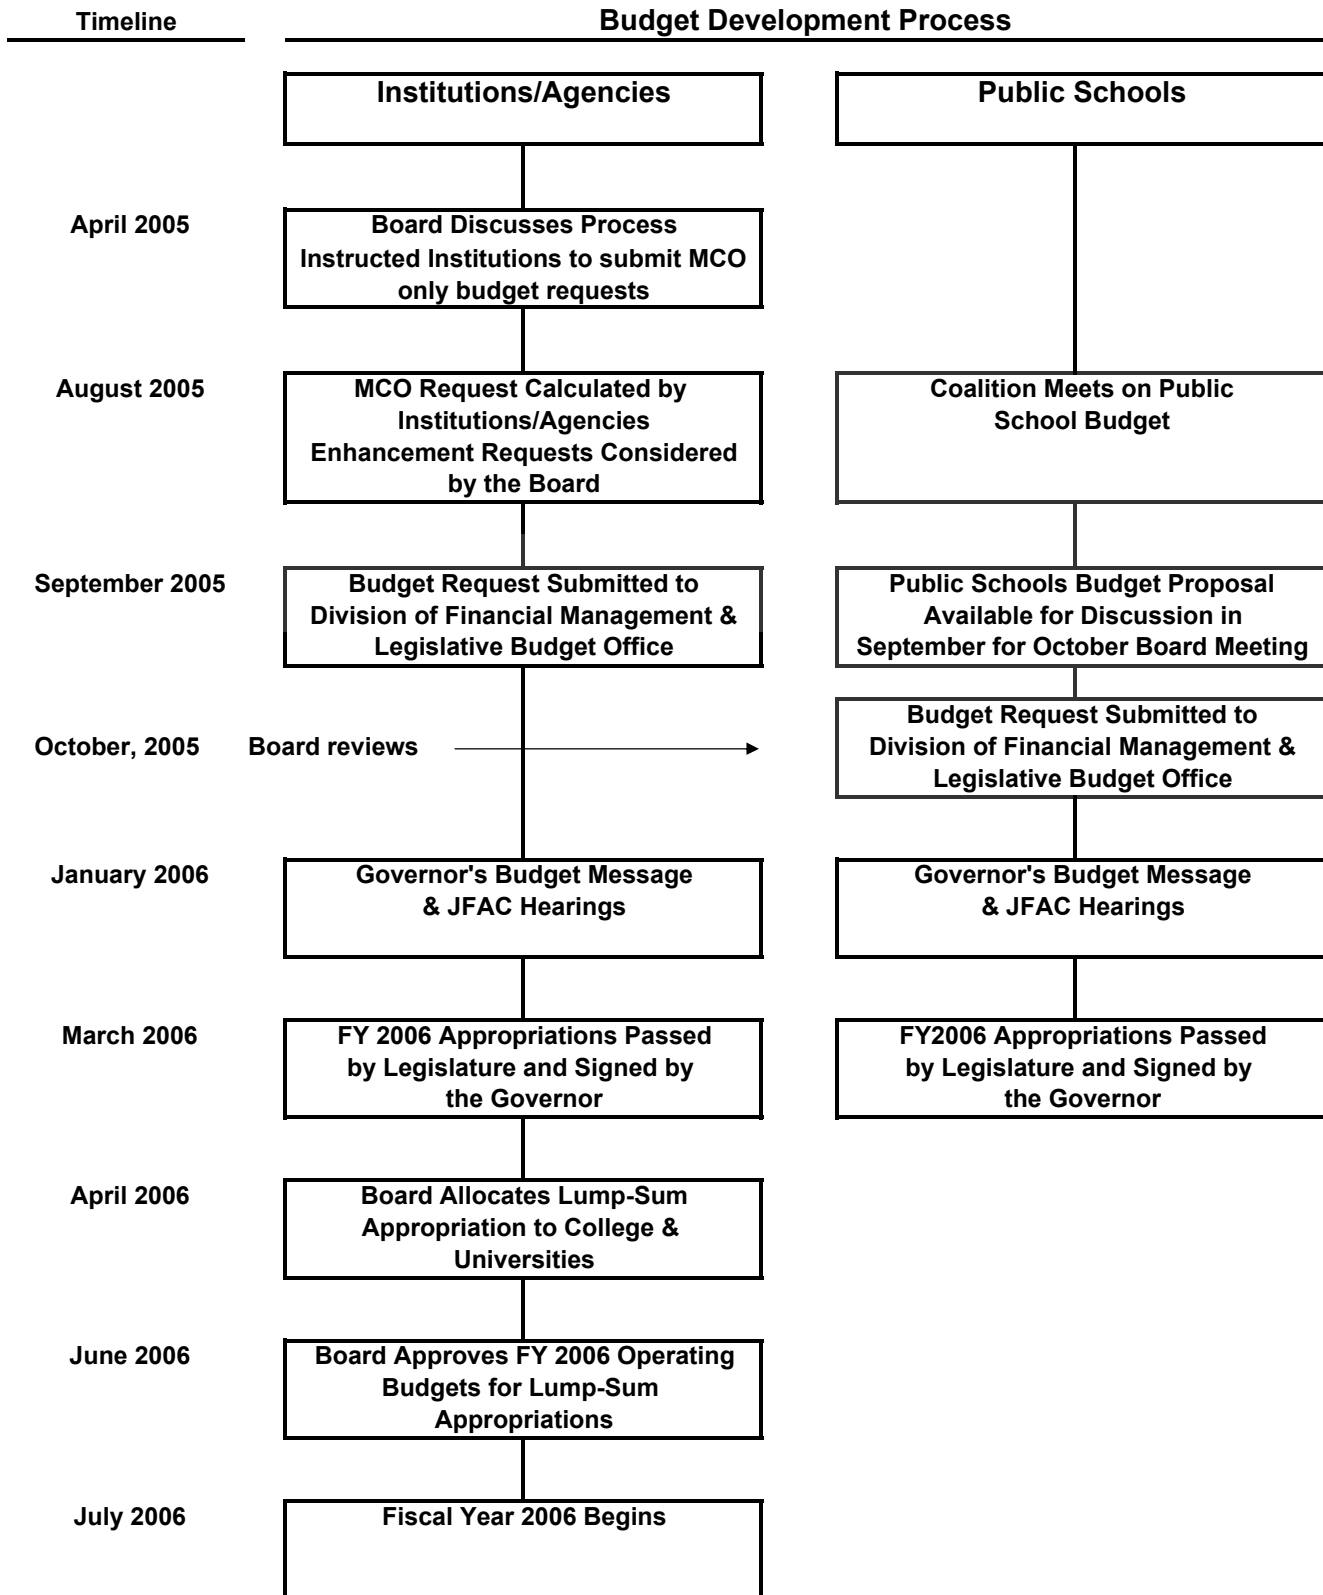 Timeline
Budget Development Process
Institutions/Agencies
Public Schools
April 2005
Board Discusses Process
Instructed Institutions to submit MCO
only budget requests
August 2005
MCO Request Calculated by
Institutions/Agencies
Enhancement Requests Considered
by the Board
Coalition Meets on Public
School Budget
September 2005
Budget Request Submitted to
Division of Financial Management &
Legislative Budget Office
Public Schools Budget Proposal
Available for Discussion in
September for October Board Meeting
October, 2005
Board reviews
Budget Request Submitted to
Division of Financial Management &
Legislative Budget Office
January 2006
Governor's Budget Message
& JFAC Hearings
Governor's Budget Message
& JFAC Hearings
March 2006
FY 2006 Appropriations Passed
by Legislature and Signed by
the Governor
FY2006 Appropriations Passed
by Legislature and Signed by
the Governor
April 2006
Board Allocates Lump-Sum
Appropriation to College &
Universities
June 2006
Board Approves FY 2006 Operating
Budgets for Lump-Sum
Appropriations
July 2006
Fiscal Year 2006 Begins